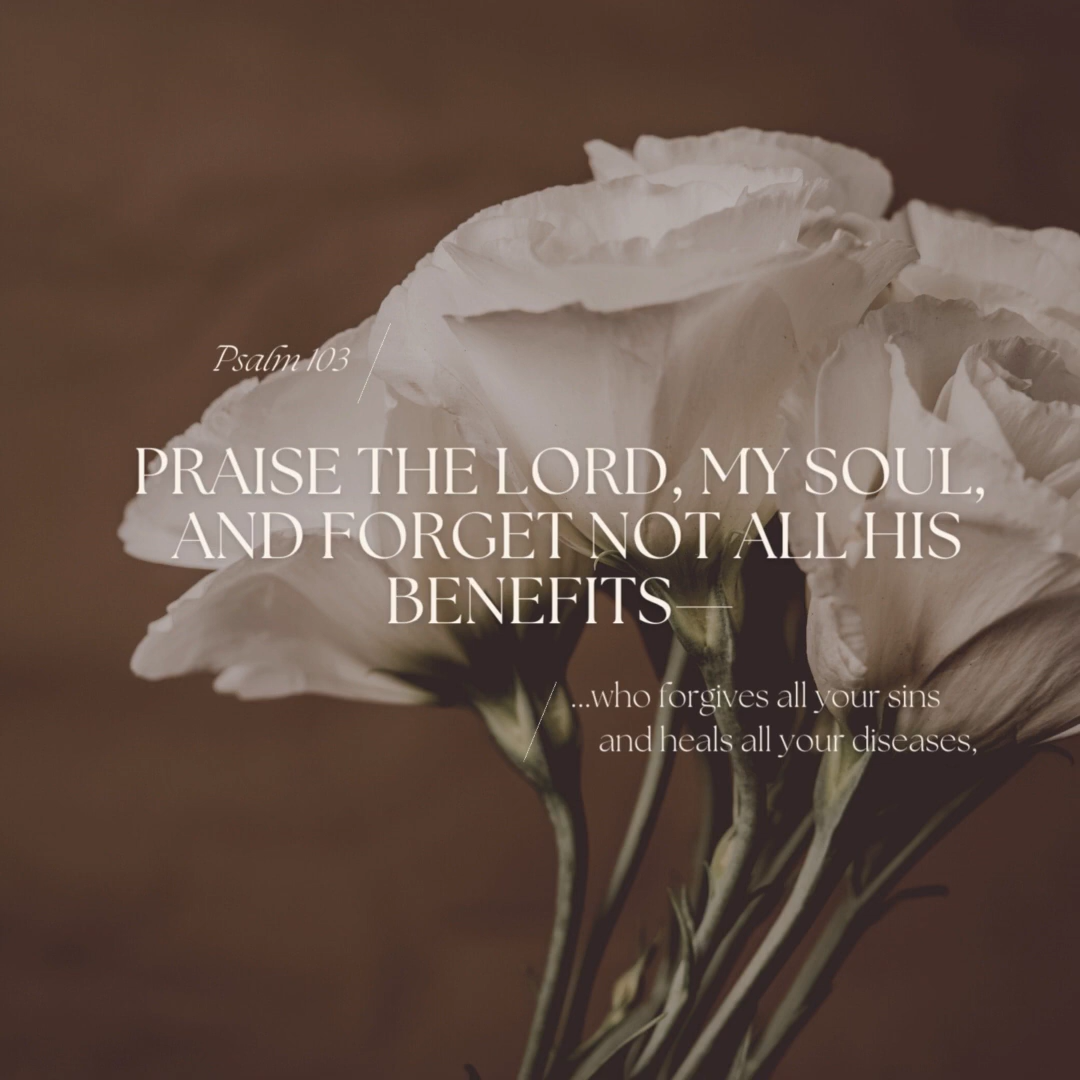 Psalm 103
PRAISE THE LORD, MY SOUL,
AND FORGET NOT ALL HIS
BENEFITS—
...who forgives all your sins
and heals all your diseases,